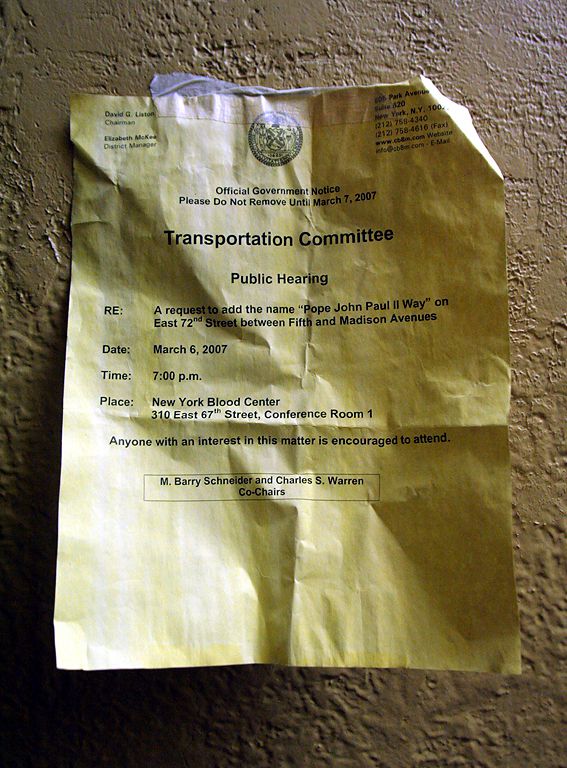 David G. Liston
Chairman
Elizabeth McKee
District Manager
505 Park Avenue
Suite 620
New York, N.Y.
(212) 758-4340
(212) 758-4616 (Fax)
www.cb8m.com Website
info@cb8m.com - E-Mail
Official Government Notice
Please Do Not Remove Until March 7, 2007
Transportation Committee
Public Hearing
RE: A request to add the name “Pope John Paul II Way” on
East 72nd Street between Fifth and Madison Avenues
Date: March 6, 2007
Time: 7:00 p.m.
Place: New York Blood Center
310 East 67th Street, Conference Room 1
Anyone with an interest in this matter is encouraged to attend.
M. Barry Schneider and Charles S. Warren
Co-Chairs